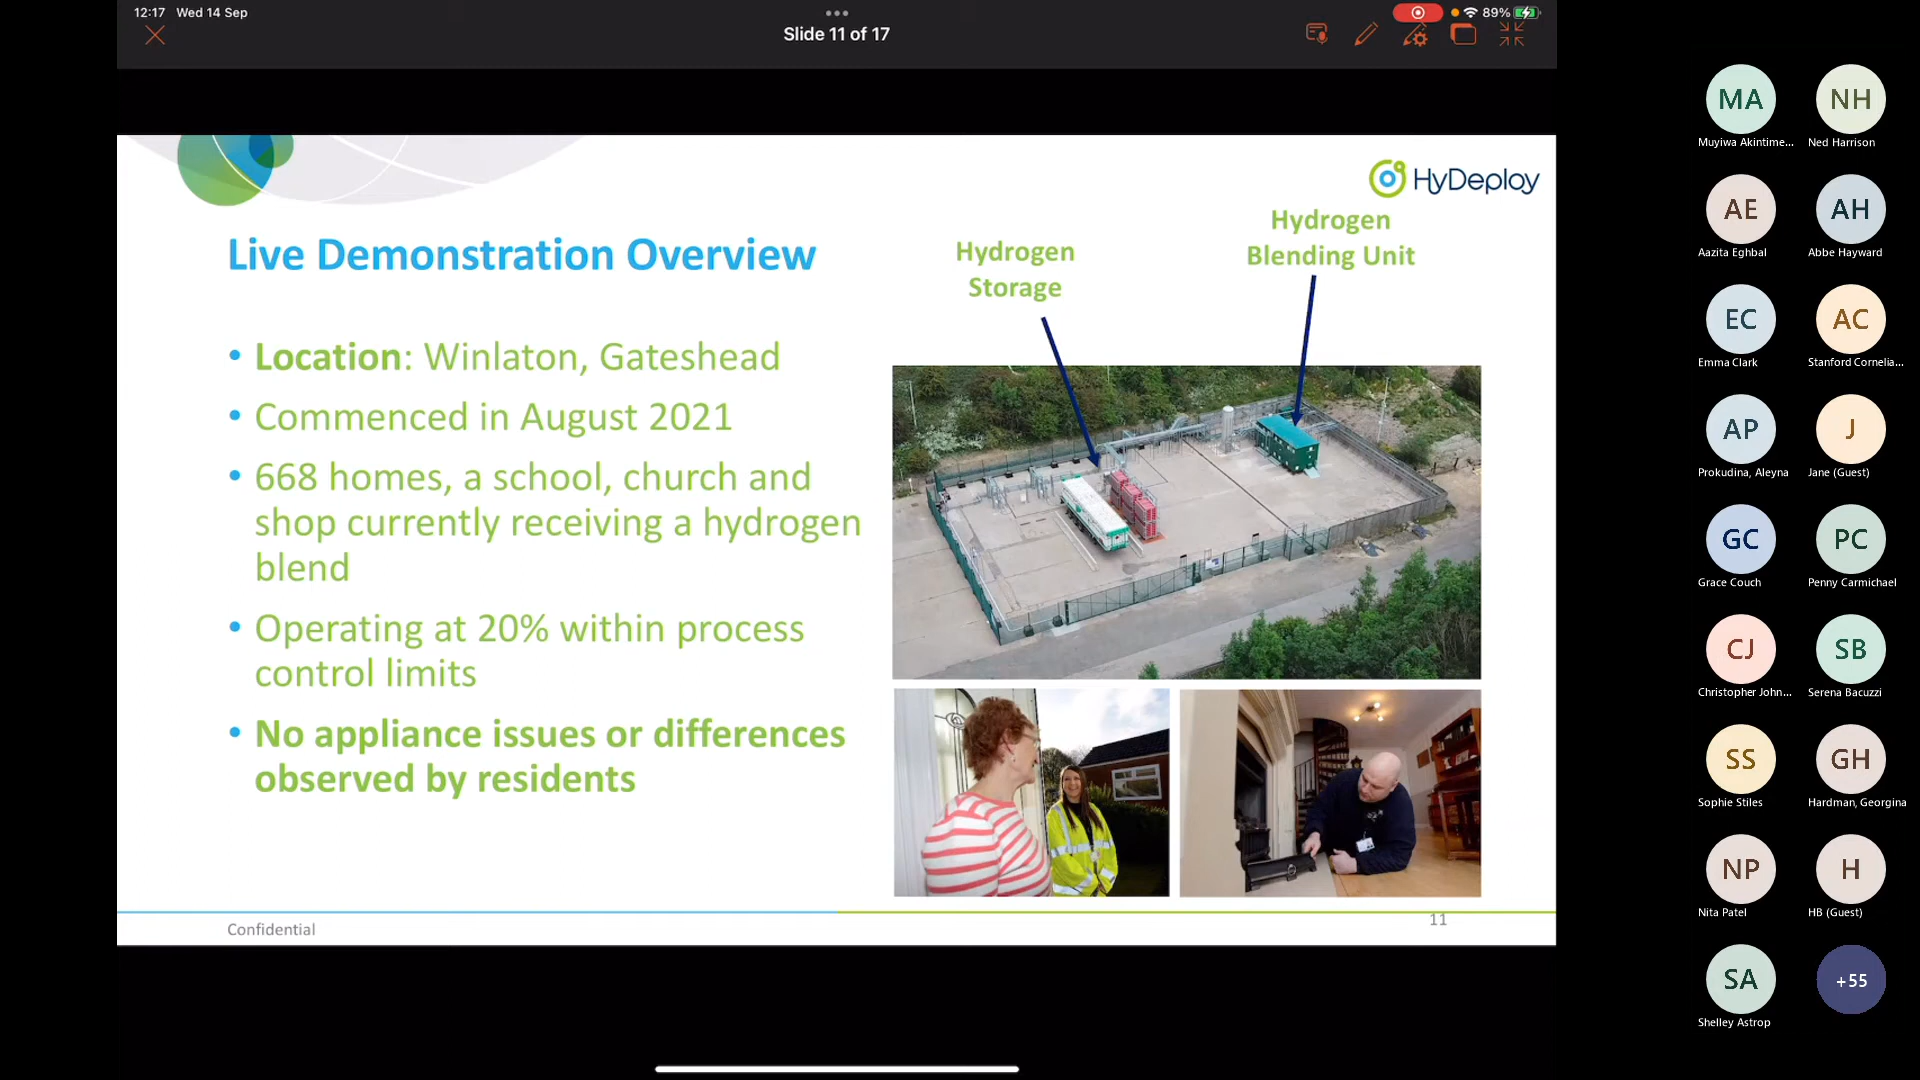 12:17 Wed 14 Sep
89%
Slide 11 of 17
HyDeploy
Live Demonstration Overview
Hydrogen
Storage
Hydrogen
Blending Unit
• Location: Winlaton, Gateshead
• Commenced in August 2021
• 668 homes, a school, church and
shop currently receiving a hydrogen
blend
• Operating at 20% within process
control limits
• No appliance issues or differences
observed by residents
Confidential
11
MA
NH
Muyiwa Akintime...
Ned Harrison
AE
AH
Aazita Eghbal
Abbe Hayward
EC
AC
Emma Clark
Stanford Cornelia...
AP
J
Prokudina, Aleyna
Jane (Guest)
GC
PC
Grace Couch
Penny Carmichael
CJ
SB
Christopher John...
Serena Bacuzzi
SS
GH
Sophie Stiles
Hardman, Georgina
NP
H
Nita Patel
HB (Guest)
SA
+55
Shelley Astrop